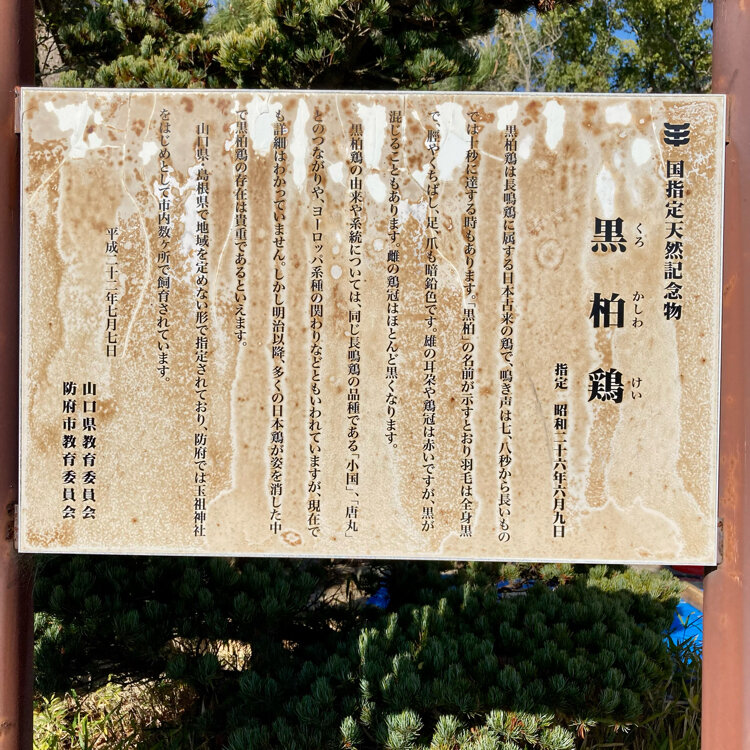 国指定天然記念物
黒柏鶏
くろ かしわ けい
指定 昭和二十六年六月九日
黒柏鶏は長鳴鶏に属する日本古来の鶏で、鳴き声は七、八秒から長いもの
では十秒に達する時もあります。「黒柏」の名前が示すとおり羽毛は全身黒
で、脛やくちばし、足、爪も暗鉛色です。雄の耳朶や鶏冠は赤いですが、黒が
混じることもあります。雌の鶏冠はほとんど黒くなります。
黒柏鶏の由来や系統については、同じ長鳴鶏の品種である「小国」、「唐丸」
とのつながりや、ヨーロッパ系種の関わりなどともいわれていますが、現在で
も詳細はわかっていません。しかし明治以降、多くの日本鶏が姿を消した中
で黒柏鶏の存在は貴重であるといえます。
山口県・島根県で地域を定めない形で指定されており、防府では玉祖神社
をはじめとして市内数ヶ所で飼育されています。
平成二十二年七月七日
山口県教育委員会
防府市教育委員会